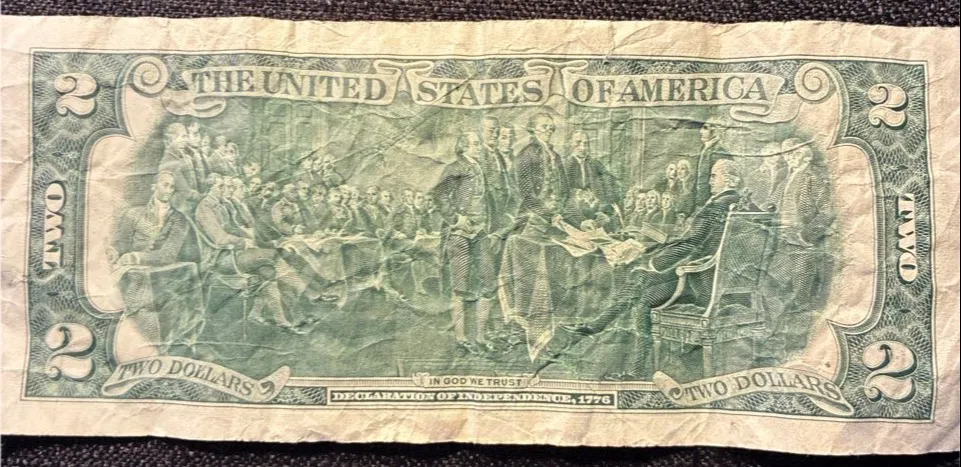 2 THE UNITED STATES OF AMERICA 2
TWO TWO
2 2
TWO DOLLARS IN GOD WE TRUST TWO DOLLARS
DECLARATION OF INDEPENDENCE, 1776